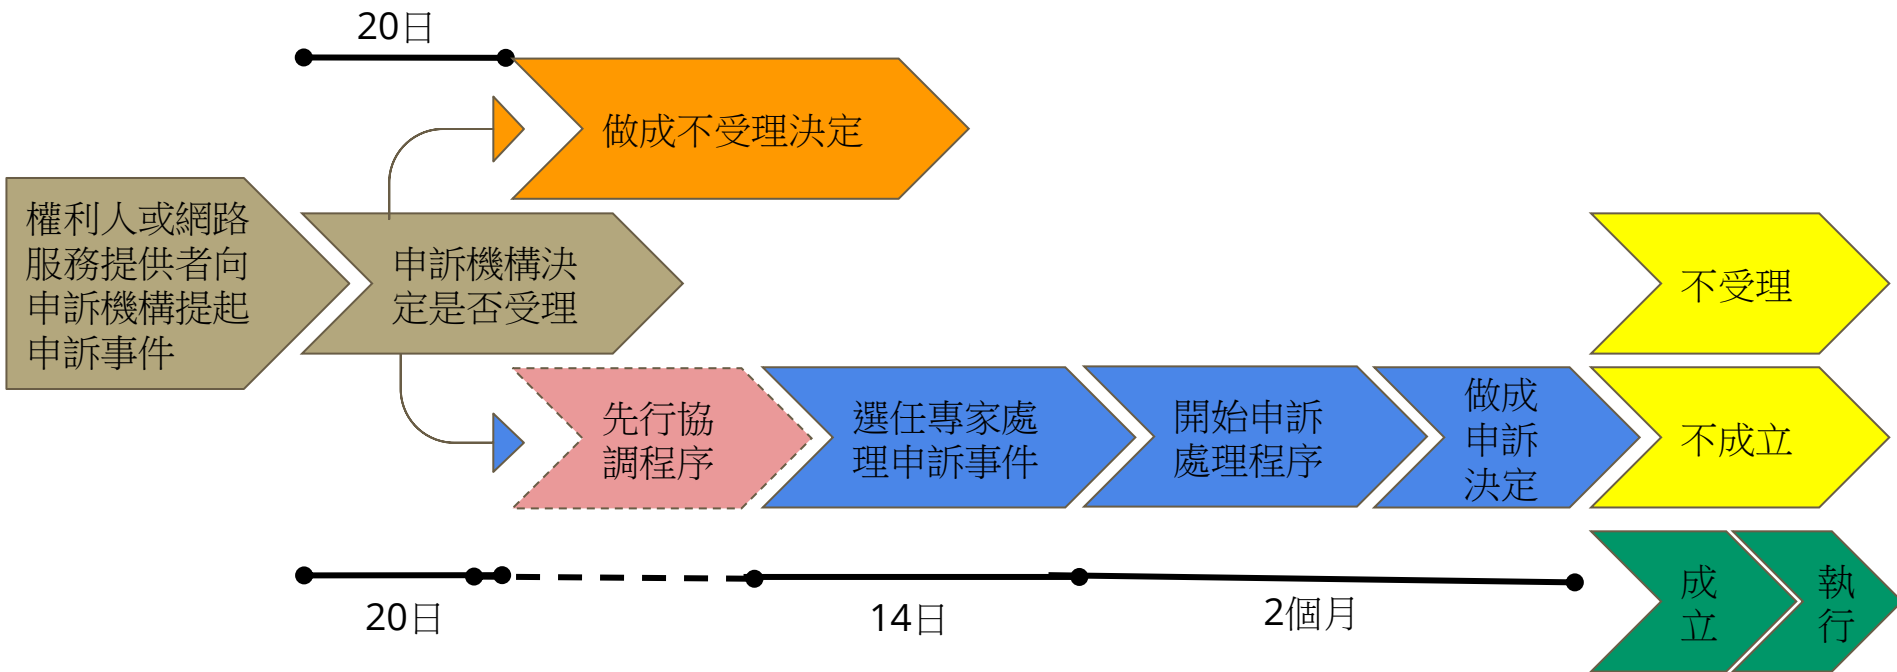 20日
做成不受理決定
權利人或網路
服務提供者向
申訴機構提起
申訴事件
申訴機構決
定是否受理
不受理
先行協
調程序
選任專家處
理申訴事件
開始申訴
處理程序
做成
申訴
決定
不成立
20日
14日
2個月
成
立
執
行